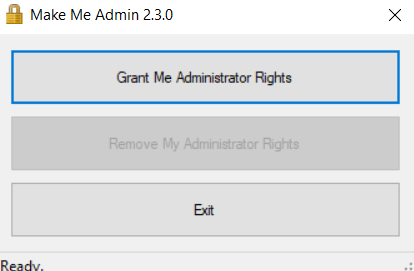 Make Me Admin 2.3.0
Grant Me Administrator Rights
Remove My Administrator Rights
Exit
Ready.